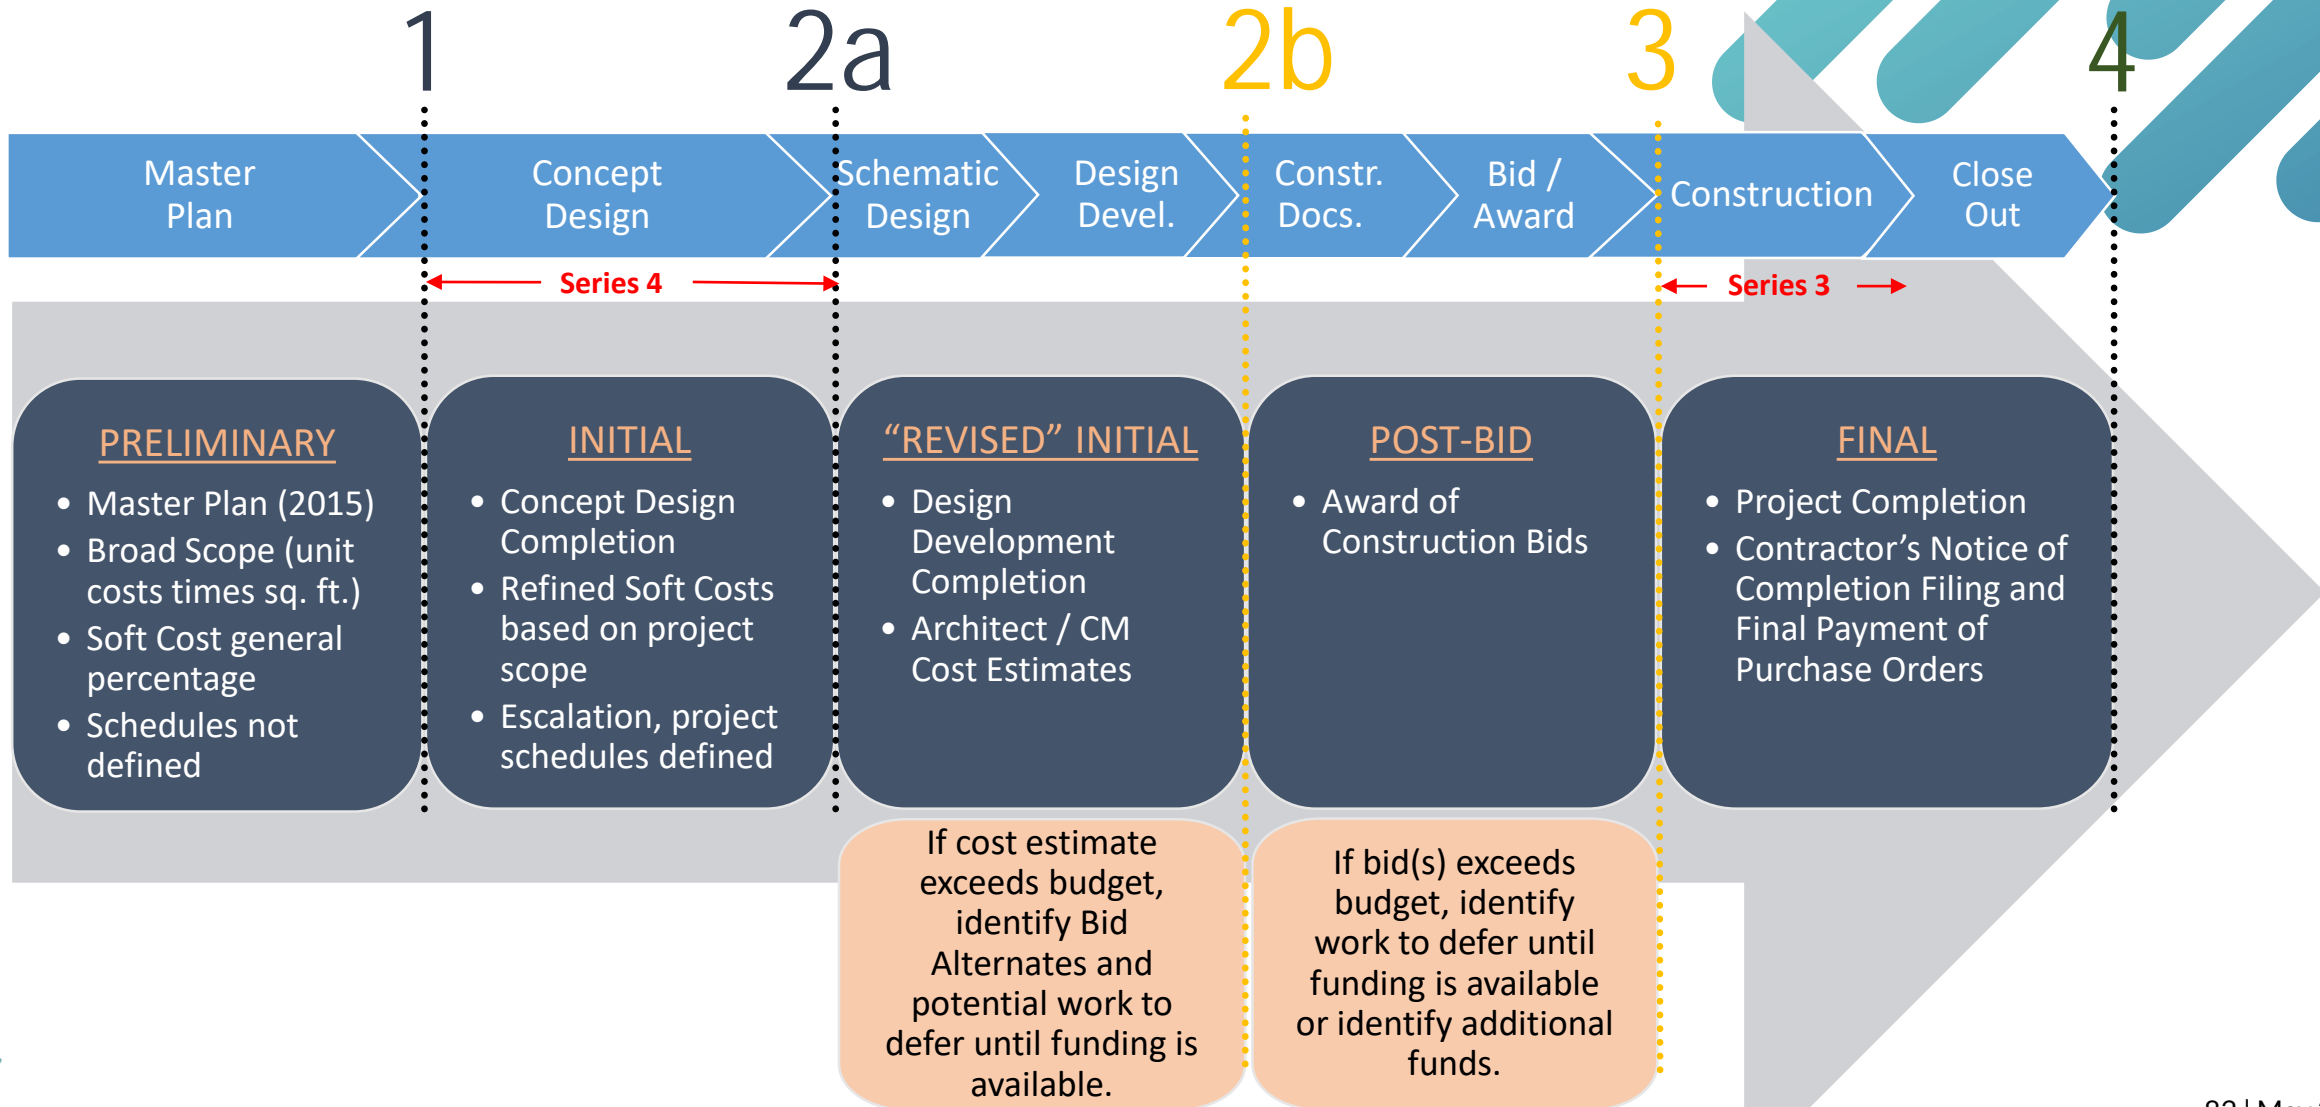 1
2a
2b
3
4
Master
Plan
Concept
Design
Schematic
Design
Design
Devel.
Constr.
Docs.
Bid /
Award
Construction
Close
Out
Series 4
Series 3
PRELIMINARY
• Master Plan (2015)
• Broad Scope (unit
costs times sq. ft.)
• Soft Cost general
percentage
• Schedules not
defined
INITIAL
• Concept Design
Completion
• Refined Soft Costs
based on project
scope
• Escalation, project
schedules defined
“REVISED” INITIAL
• Design
Development
Completion
• Architect / CM
Cost Estimates
POST-BID
• Award of
Construction Bids
FINAL
• Project Completion
• Contractor’s Notice of
Completion Filing and
Final Payment of
Purchase Orders
If cost estimate
exceeds budget,
identify Bid
Alternates and
potential work to
defer until funding is
available.
If bid(s) exceeds
budget, identify
work to defer until
funding is available
or identify additional
funds.